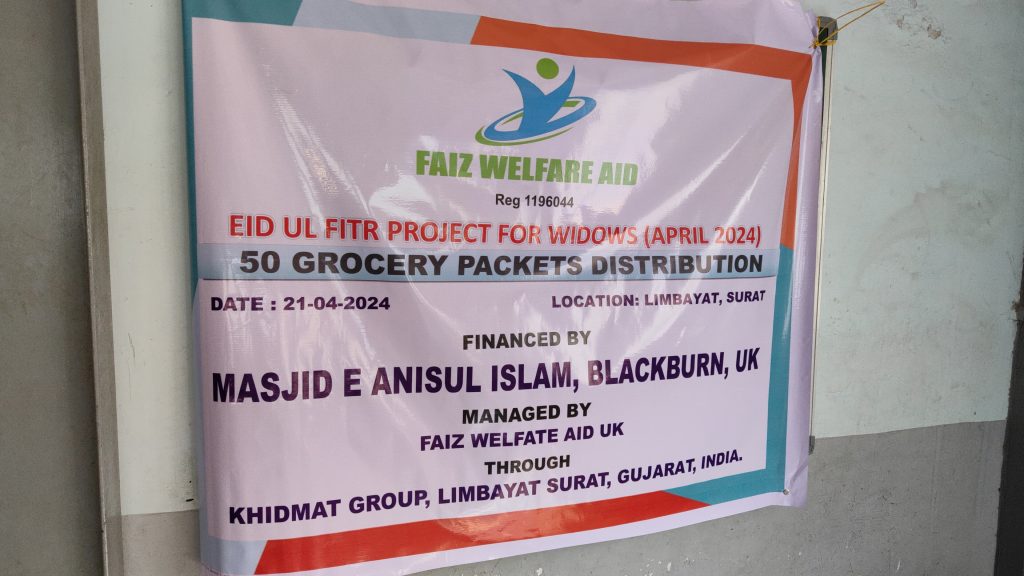 FAIZ WELFARE AID
Reg 1196044
EID UL FITR PROJECT FOR WIDOWS (APRIL 2024)
50 GROCERY PACKETS DISTRIBUTION
DATE : 21-04-2024 LOCATION: LIMBAYAT, SURAT
FINANCED BY
MASJID E ANISUL ISLAM, BLACKBURN, UK
MANAGED BY
FAIZ WELFATE AID UK
THROUGH
KHIDMAT GROUP, LIMBAYAT SURAT, GUJARAT, INDIA.